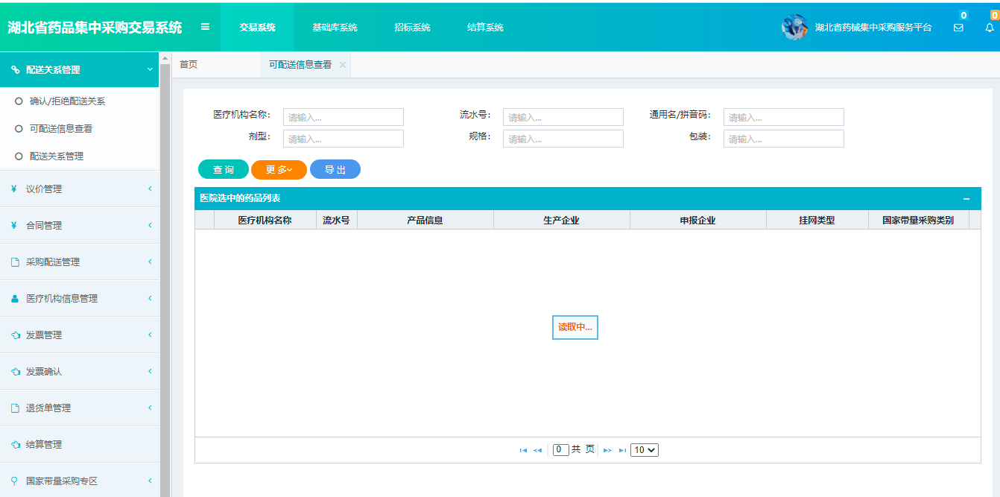 湖北省药品集中采购交易系统 交易系统 基础库系统 招标系统 结算系统 湖北省药械集中采购服务平台 0 0
配送关系管理
确认/拒绝配送关系
可配送信息查看
配送关系管理
议价管理
合同管理
采购配送管理
医疗机构信息管理
发票管理
发票确认
退货单管理
结算管理
国家带量采购专区
首页 可配送信息查看
医疗机构名称: 请输入... 流水号: 请输入... 通用名/拼音码: 请输入...
剂型: 请输入... 规格: 请输入... 包装: 请输入...
查 询 更 多 导 出
医院选中的药品列表
医疗机构名称 流水号 产品信息 生产企业 申报企业 挂网类型 国家带量采购类别
读取中...
0 共 页 10